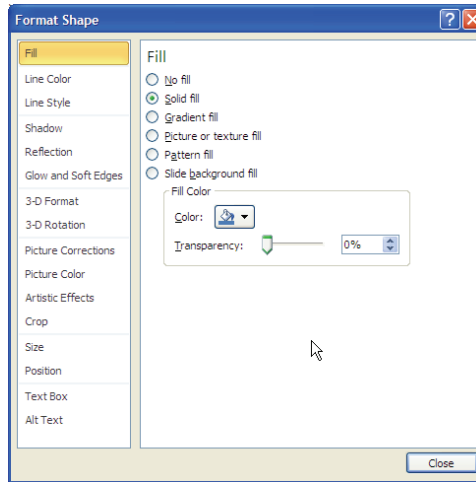 Format Shape
?
Fill
Line Color
Line Style
Shadow
Reflection
Glow and Soft Edges
3-D Format
3-D Rotation
Picture Corrections
Picture Color
Artistic Effects
Crop
Size
Position
Text Box
Alt Text
Fill
No fill
Solid fill
Gradient fill
Picture or texture fill
Pattern fill
Slide background fill
Fill Color
Color:
Transparency: 0%
Close